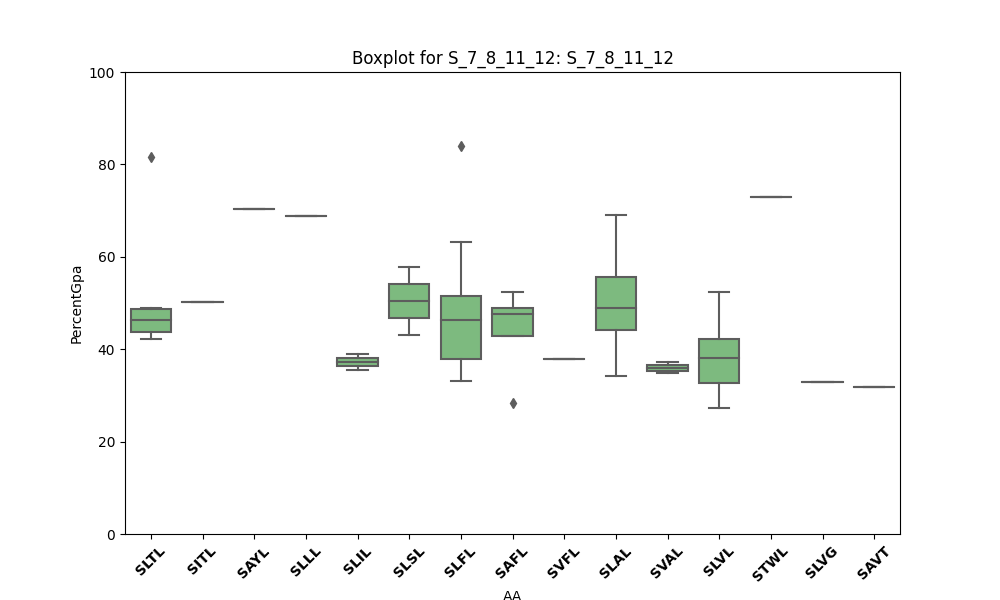 Boxplot for S_7_8_11_12: S_7_8_11_12
PercentGpa
100
80
60
40
20
0
SLTL
SITL
SAYL
SLLL
SLIL
SLSL
SLFL
SAFL
SVFL
SLAL
SVAL
SLVL
STWL
SLVG
SAVT
AA